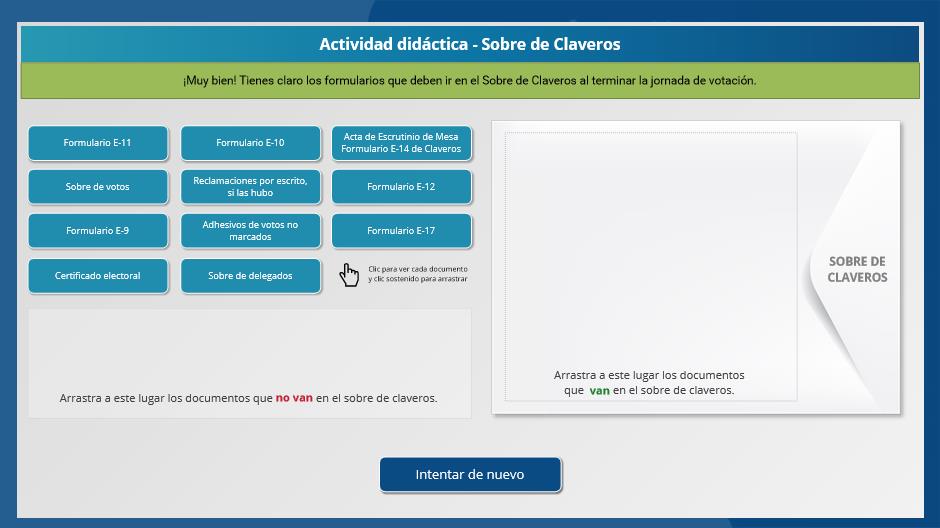 Actividad didáctica - Sobre de Claveros
¡Muy bien! Tienes claro los formularios que deben ir en el Sobre de Claveros al terminar la jornada de votación.
Formulario E-11
Formulario E-10
Acta de Escrutinio de Mesa
Formulario E-14 de Claveros
Sobre de votos
Reclamaciones por escrito,
si las hubo
Formulario E-12
Formulario E-9
Adhesivos de votos no
marcados
Formulario E-17
Certificado electoral
Sobre de delegados
Clic para ver cada documento
y clic sostenido para arrastrar
Arrastra a este lugar los documentos que no van en el sobre de claveros.
SOBRE DE
CLAVEROS
Arrastra a este lugar los documentos
que van en el sobre de claveros.
Intentar de nuevo